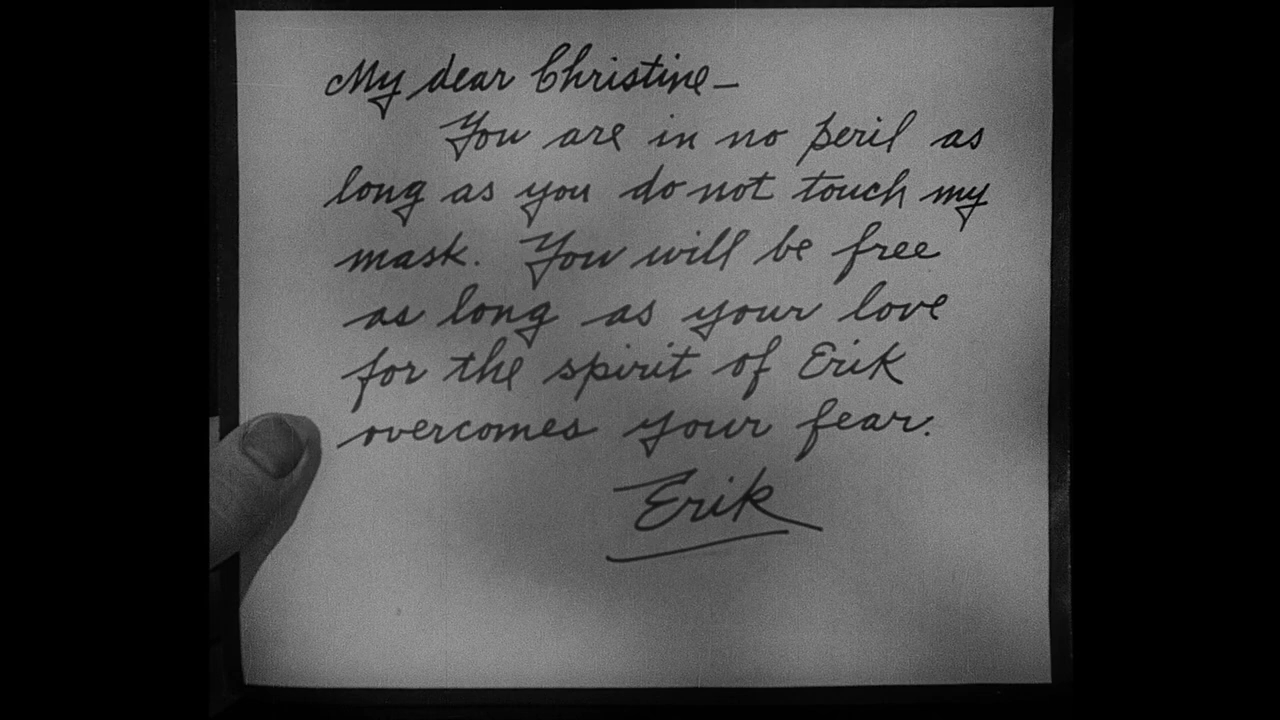 My dear Christine—
You are in no peril as
long as you do not touch my
mask. You will be free
as long as your love
for the spirit of Erik
overcomes your fear.
Erik